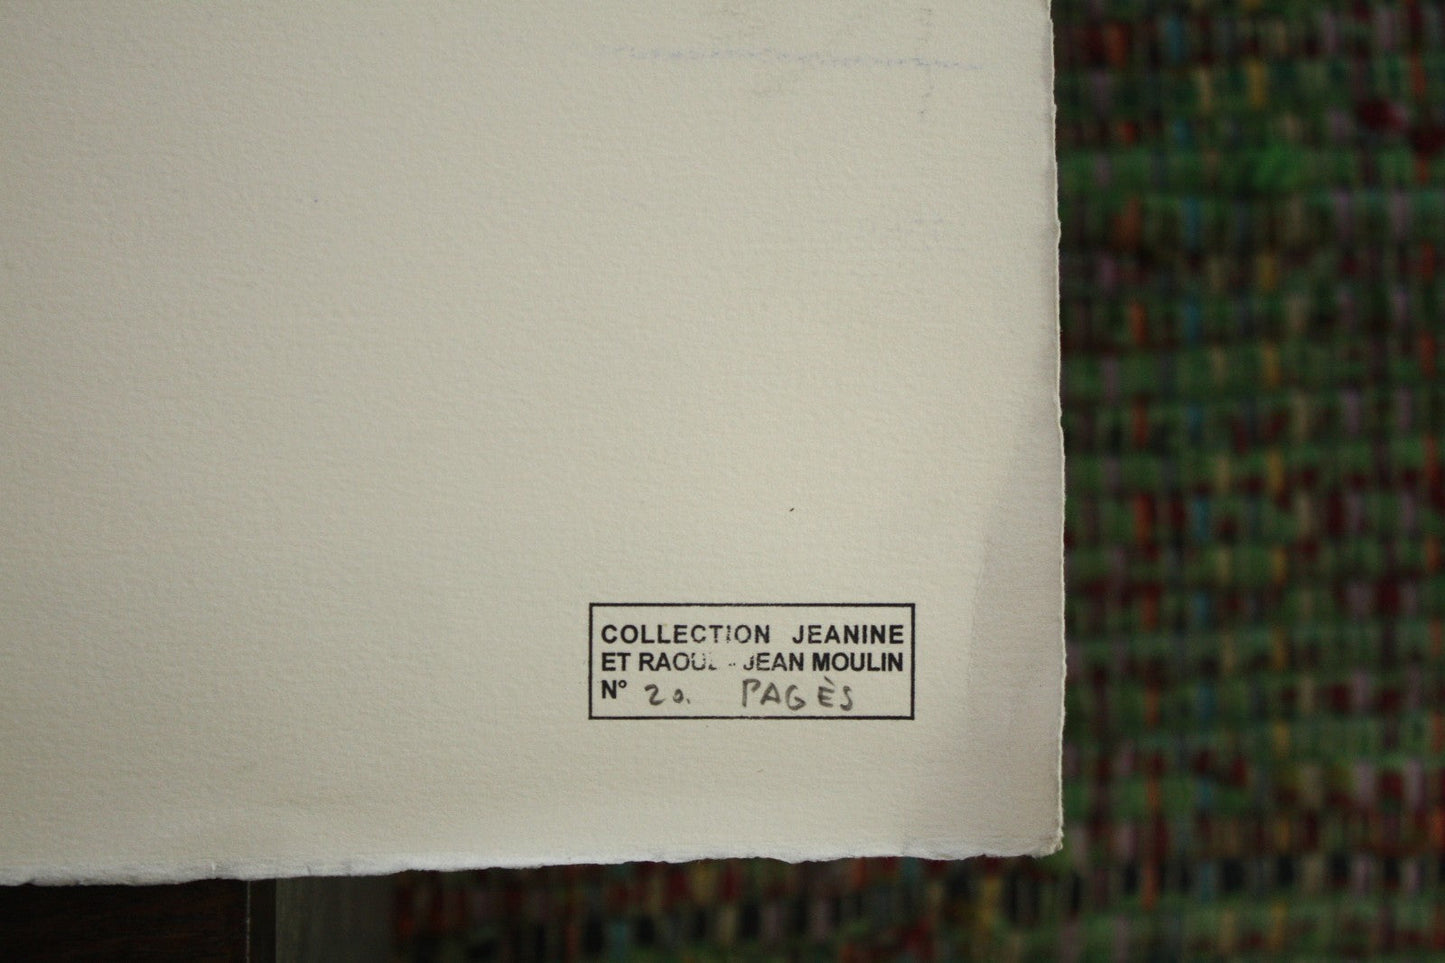 COLLECTION JEANINE
ET RAOUL - JEAN MOULIN
N° 20. PAGÈS